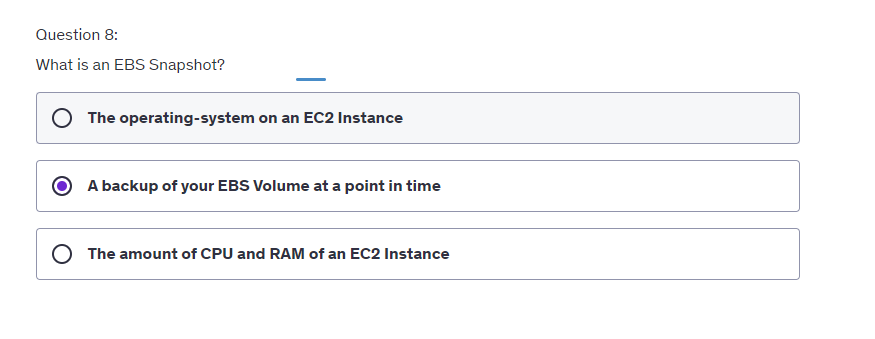 Question 8:
What is an EBS Snapshot?
The operating-system on an EC2 Instance
A backup of your EBS Volume at a point in time
The amount of CPU and RAM of an EC2 Instance